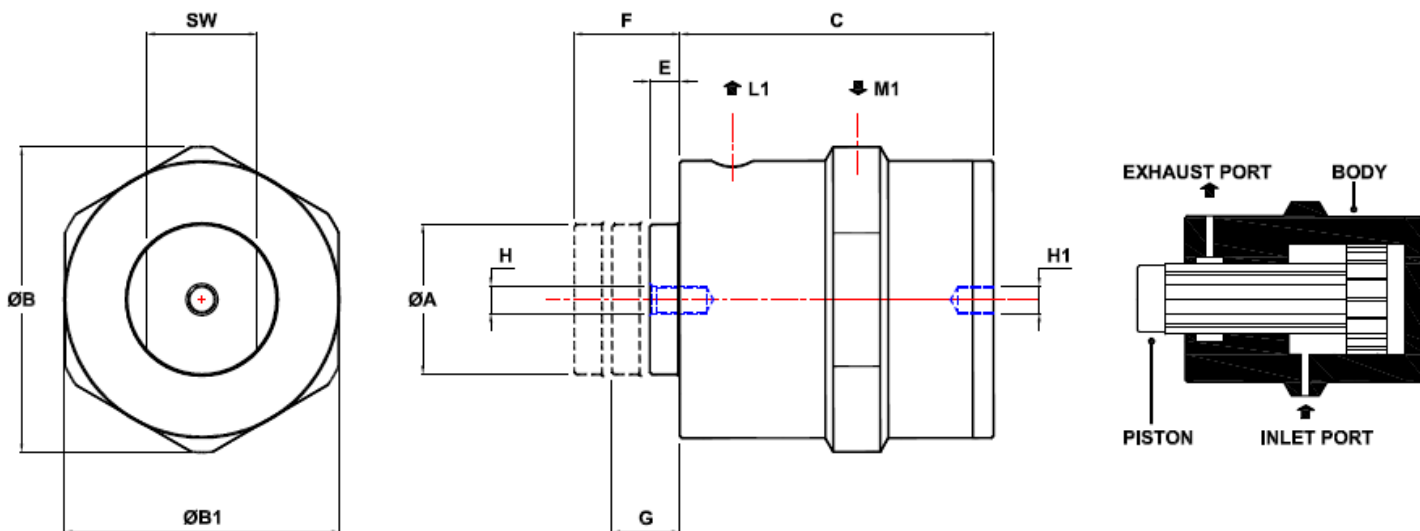 SW
ØB
ØB1
F
C
E
L1
M1
H
H1
ØA
G
EXHAUST PORT
BODY
PISTON
INLET PORT